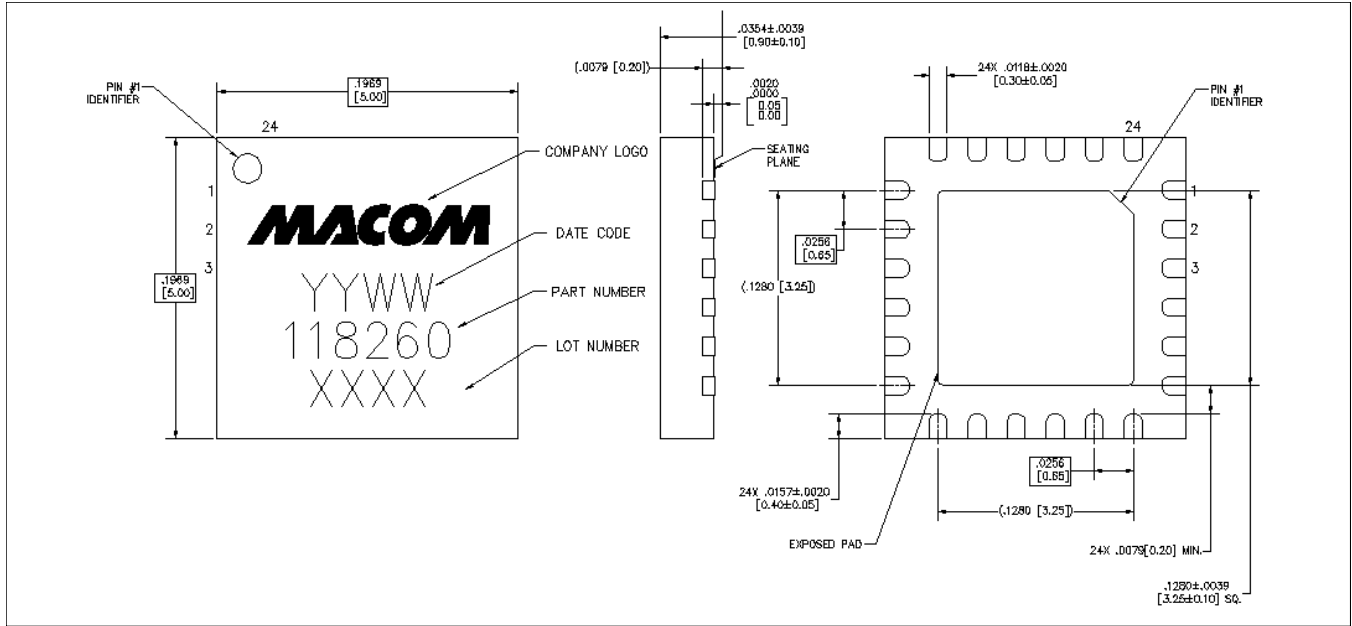 PIN #1
IDENTIFIER
.1969
[5.00]
24
1
2
3
.1969
[5.00]
MACOM
YYWW
118260
XXXX
COMPANY LOGO
DATE CODE
PART NUMBER
LOT NUMBER
.0354±.0039
[0.90±0.10]
(.0079 [0.20])
.0020
.0000
[0.05
0.00]
SEATING
PLANE
24X .0118±.0020
[0.30±0.05]
PIN #1
IDENTIFIER
24
1
2
3
.0256
[0.65]
(.1280 [3.25])
24X .0157±.0020
[0.40±0.05]
EXPOSED PAD
.0256
[0.65]
(.1280 [3.25])
24X .0079[0.20] MIN.
.1280±.0039
[3.25±0.10] SQ.